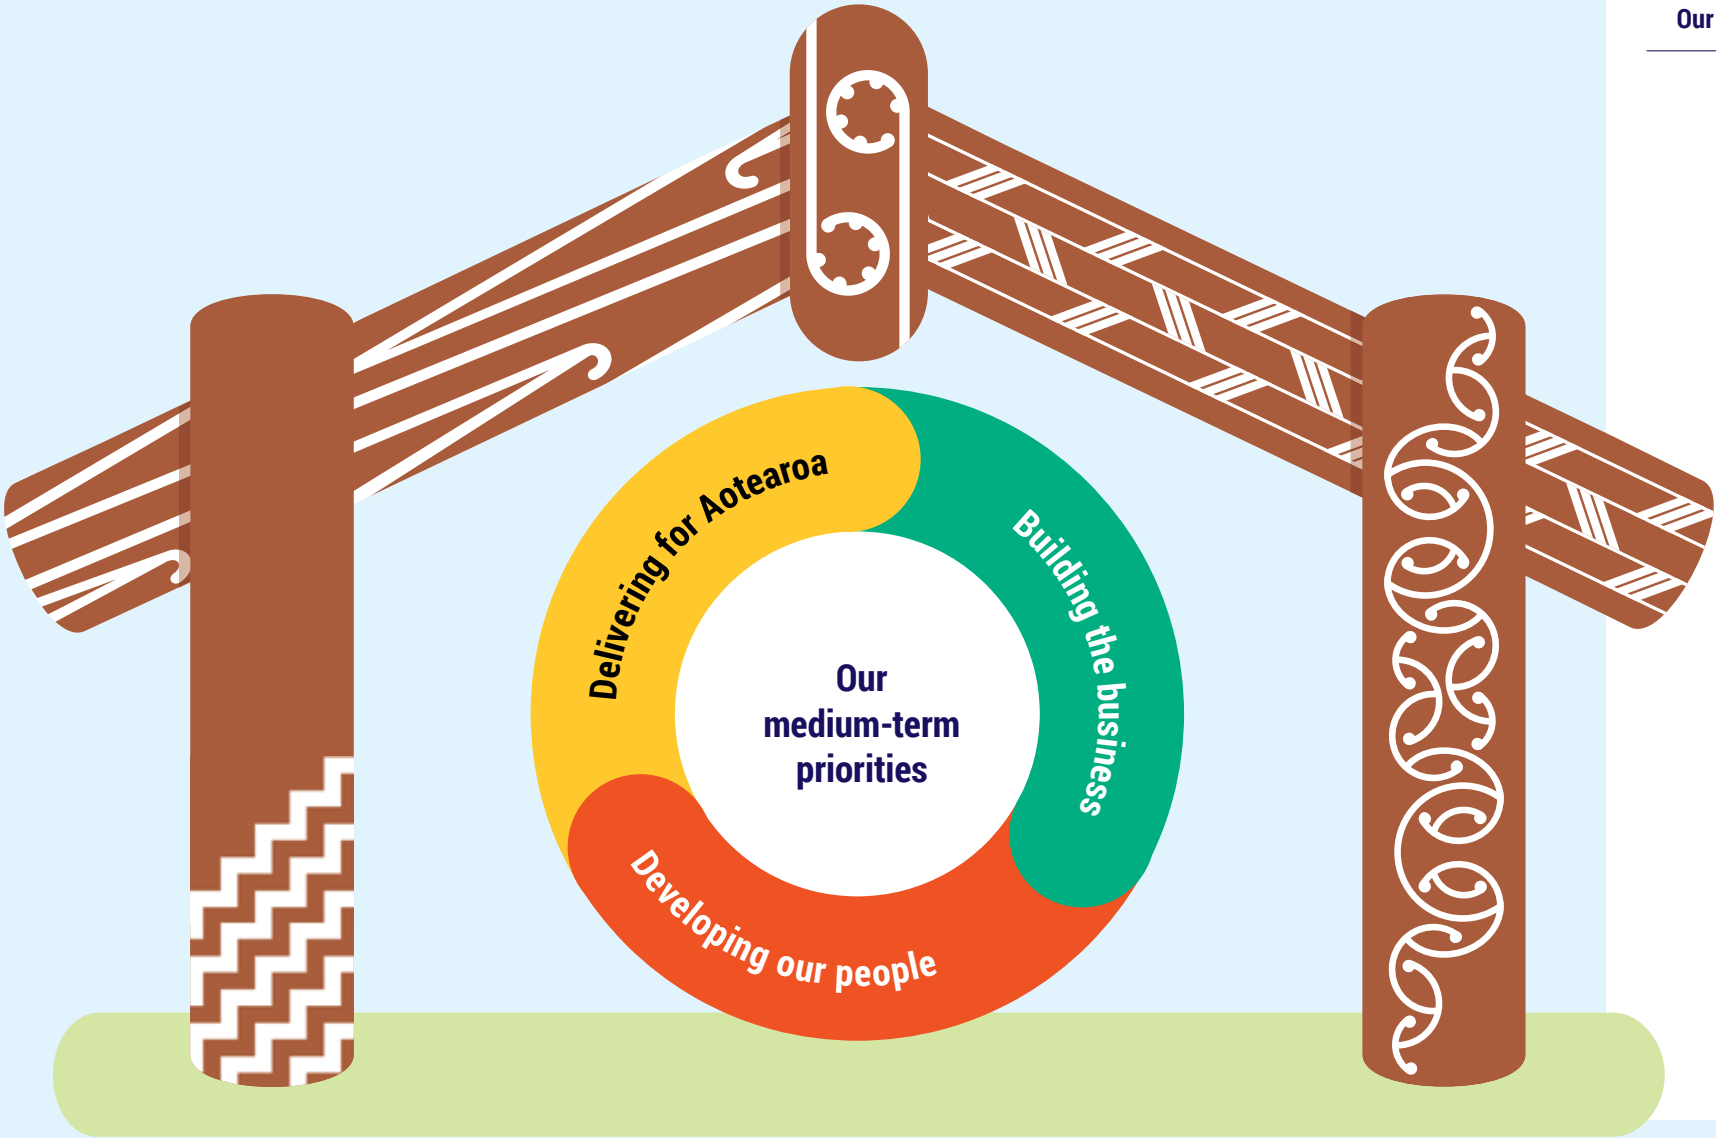 Our
Delivering for Aotearoa
Building the business
Our
medium-term
priorities
Developing our people